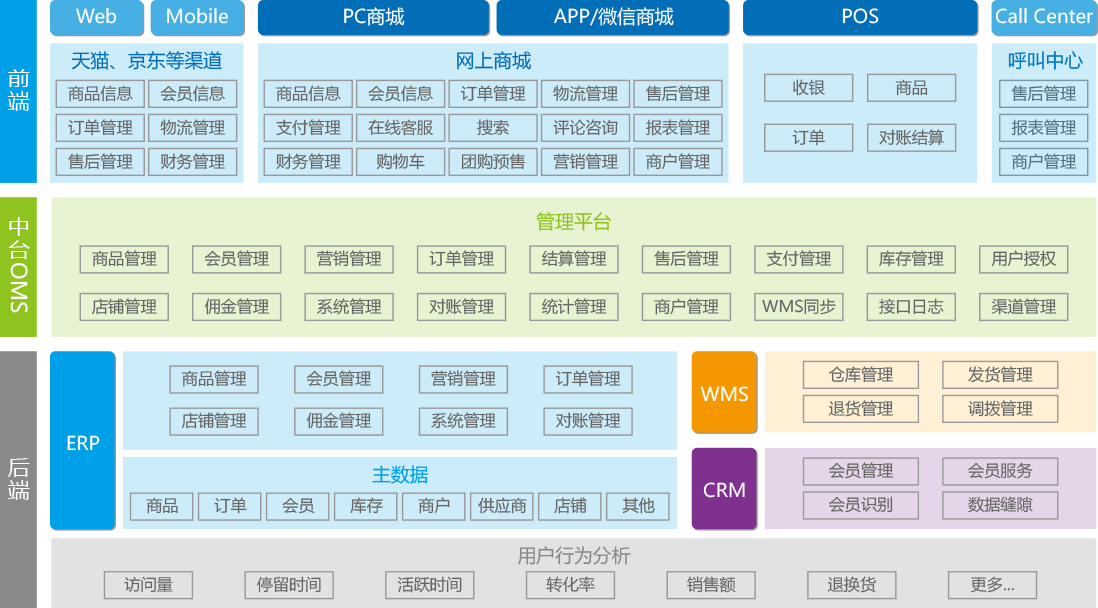 Web Mobile PC商城 APP/微信商城 POS Call Center
前端
天猫、京东等渠道
商品信息 会员信息
订单管理 物流管理
售后管理 财务管理
网上商城
商品信息 会员信息 订单管理 物流管理 售后管理
支付管理 在线客服 搜索 评论咨询 报表管理
财务管理 购物车 团购预售 营销管理 商户管理
收银 商品
订单 对账结算
呼叫中心
售后管理
报表管理
商户管理
中台OMS
管理平台
商品管理 会员管理 营销管理 订单管理 结算管理 售后管理 支付管理 库存管理 用户授权
店铺管理 佣金管理 系统管理 对账管理 统计管理 商户管理 WMS同步 接口日志 渠道管理
后端
ERP
商品管理 会员管理 营销管理 订单管理
店铺管理 佣金管理 系统管理 对账管理
主数据
商品 订单 会员 库存 商户 供应商 店铺 其他
WMS
仓库管理 发货管理
退货管理 调拨管理
CRM
会员管理 会员服务
会员识别 数据缝隙
用户行为分析
访问量 停留时间 活跃时间 转化率 销售额 退换货 更多...